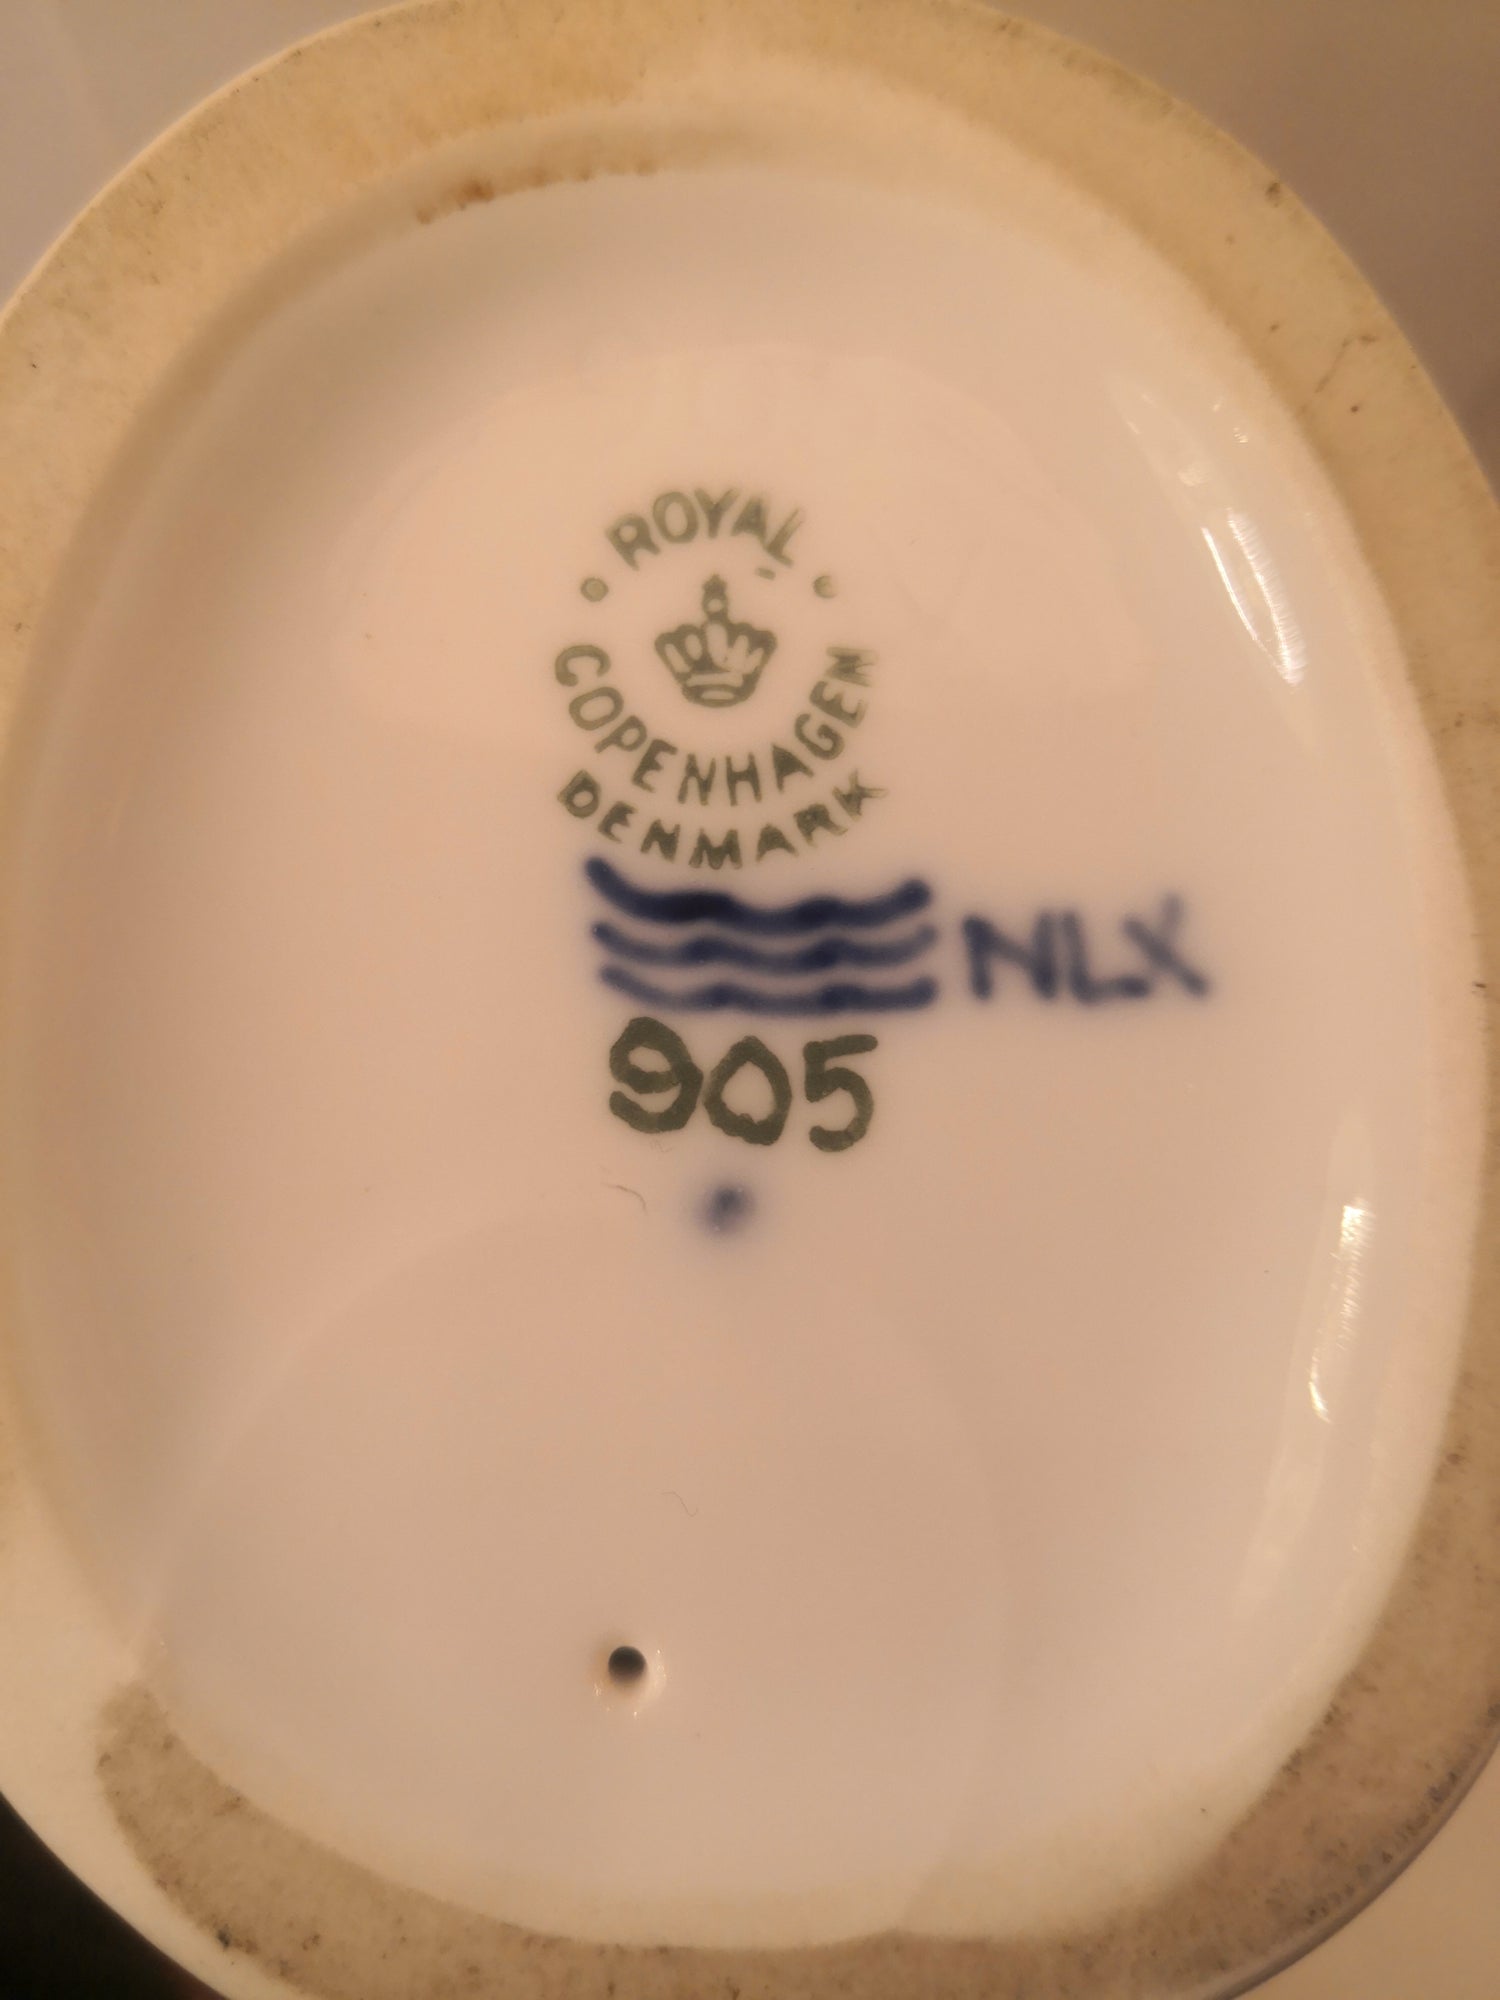 ROYAL
COPENHAGEN
DENMARK
NLX
905